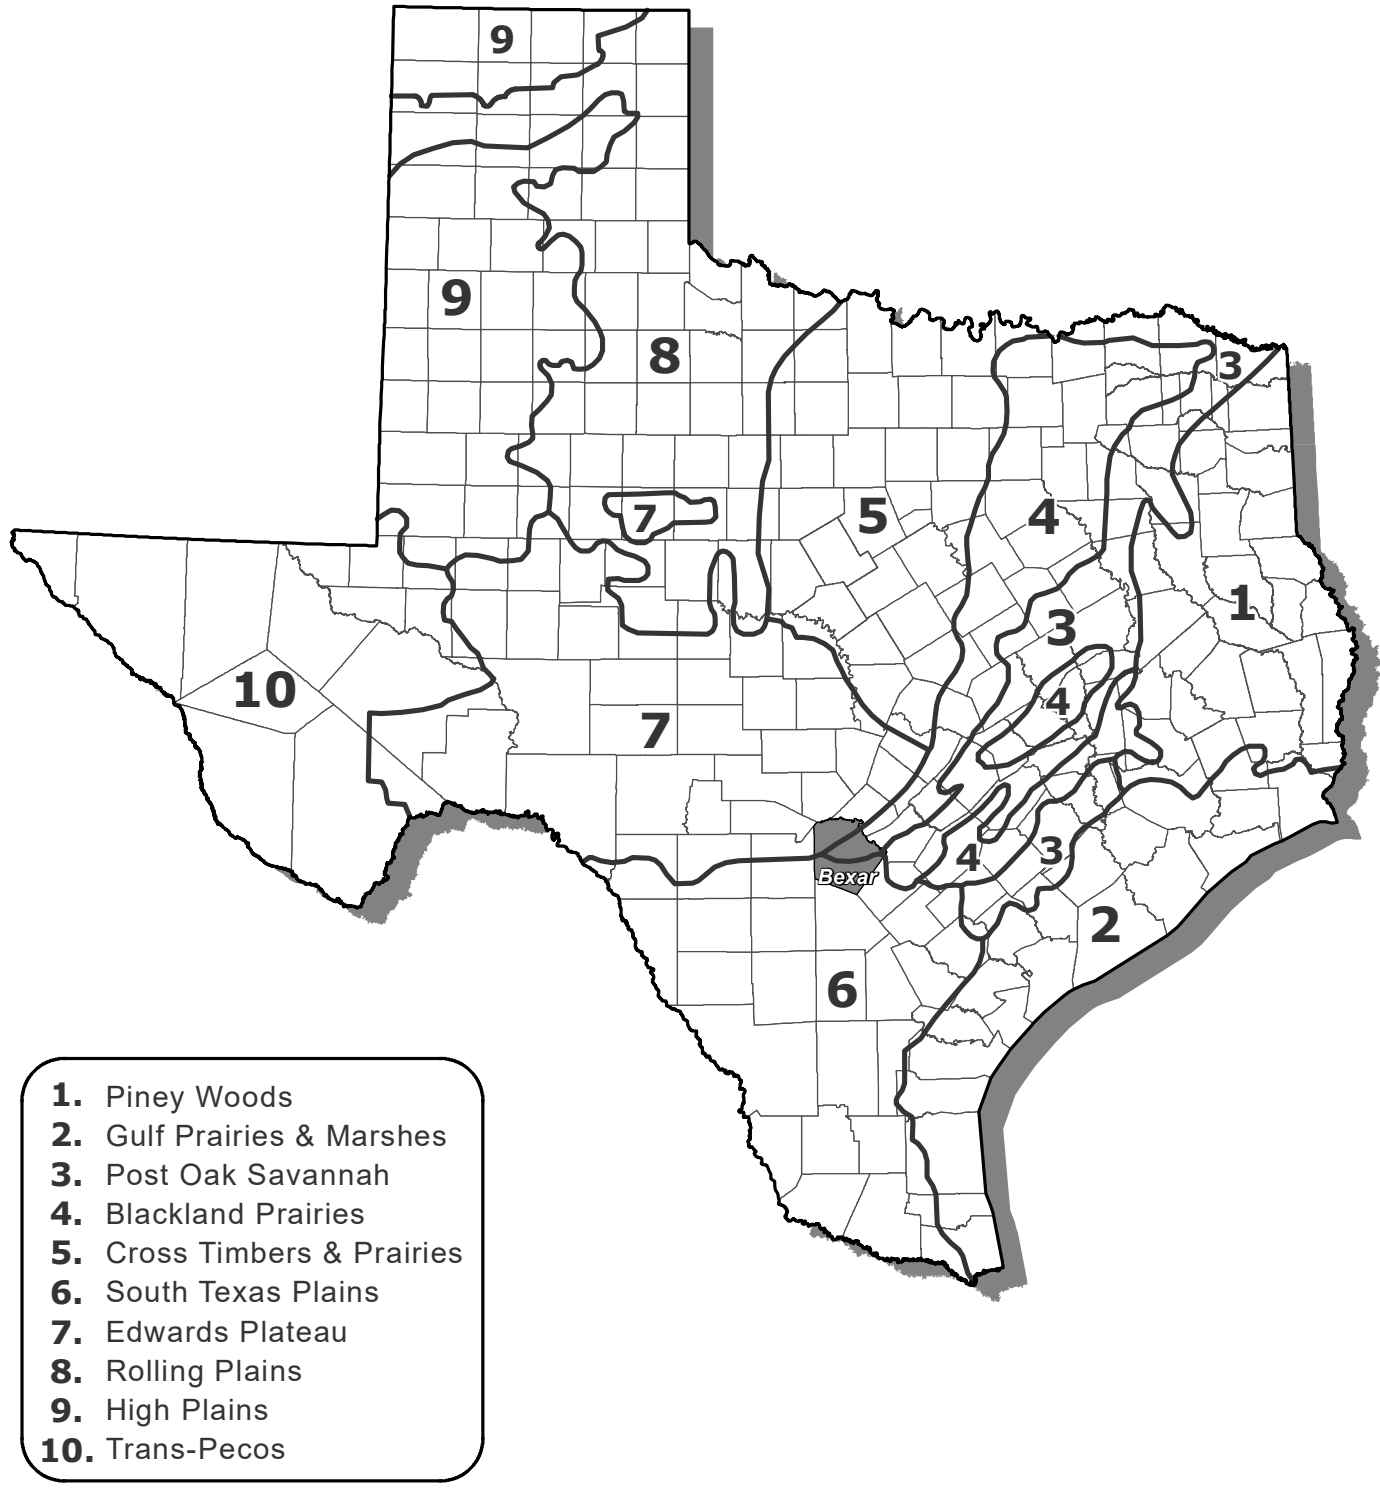 9
3
9
8
5
4
7
1
3
10
4
7
Bexar
4
3
2
6
1. Piney Woods
2. Gulf Prairies & Marshes
3. Post Oak Savannah
4. Blackland Prairies
5. Cross Timbers & Prairies
6. South Texas Plains
7. Edwards Plateau
8. Rolling Plains
9. High Plains
10. Trans-Pecos